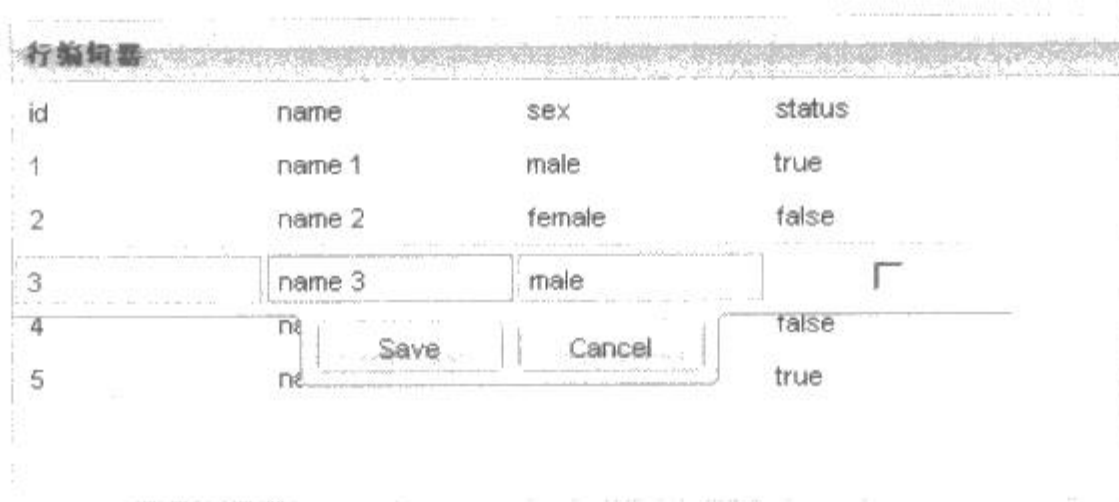 行编辑器
id name sex status
1 name 1 male true
2 name 2 female false
3 name 3 male
4 false
Save Cancel
5 true